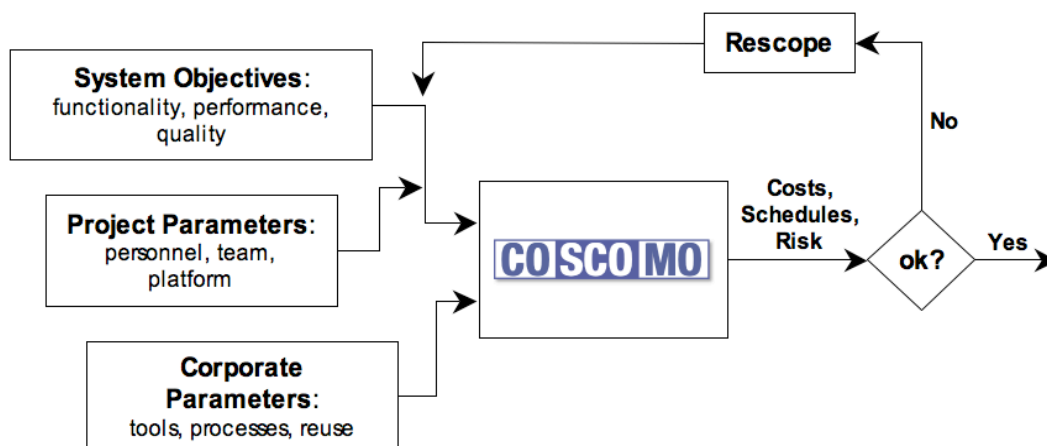 Rescope
System Objectives:
functionality, performance,
quality
No
Project Parameters:
personnel, team,
platform
COSCOMO
Costs,
Schedules,
Risk
ok?
Yes
Corporate
Parameters:
tools, processes, reuse